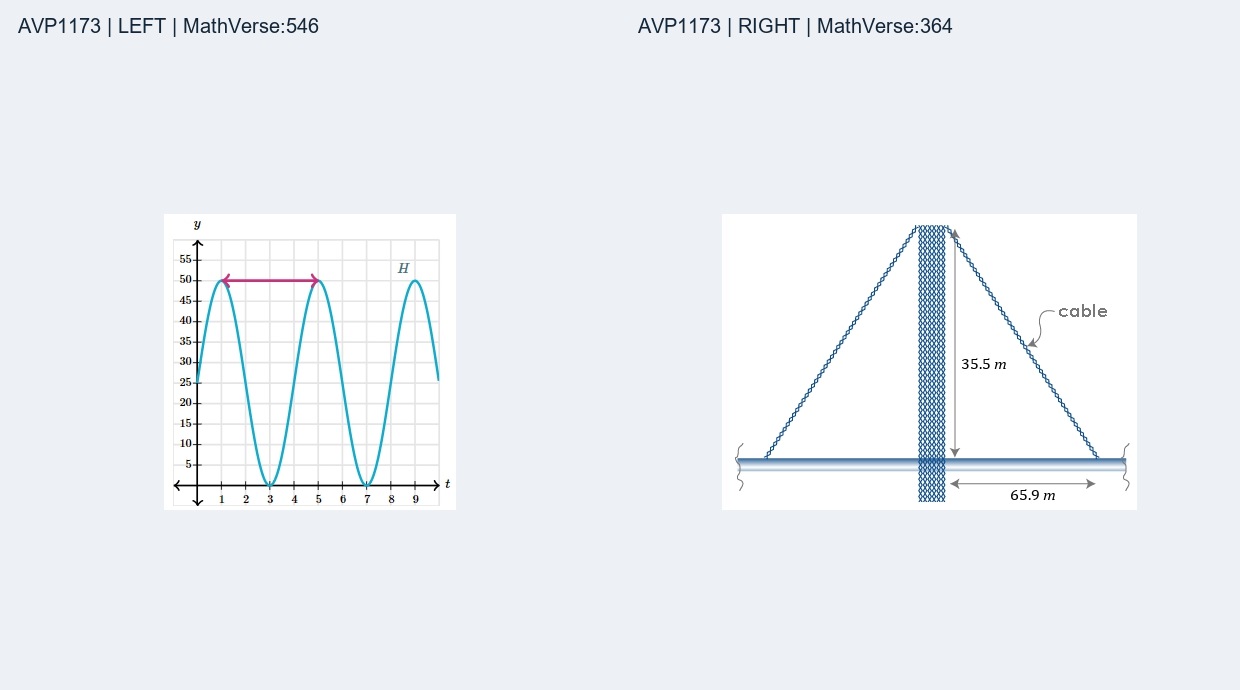 AVP1173 | LEFT | MathVerse:546
y
H
55
50
45
40
35
30
25
20
15
10
5
t
1 2 3 4 5 6 7 8 9
AVP1173 | RIGHT | MathVerse:364
cable
35.5 m
65.9 m